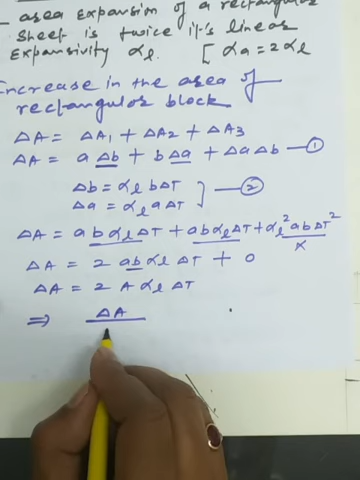 area expansion of a rectangular
sheet is twice it's linear
expansivity αl. [ αa = 2αl
Increase in the area of
rectangular block
ΔA = ΔA1 + ΔA2 + ΔA3
ΔA = a Δb + b Δa + Δa Δb — ①
Δb = αl b ΔT
Δa = αl a ΔT ] — ②
ΔA = a b αl ΔT + a b αl ΔT + αl² a b ΔT²
ΔA = 2 a b αl ΔT + 0
ΔA = 2 A αl ΔT
⇒ ΔA